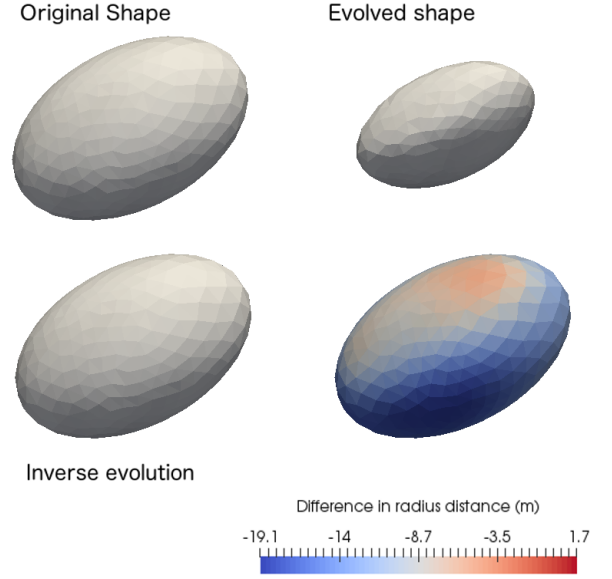 Original Shape
Evolved shape
Inverse evolution
Difference in radius distance (m)
-19.1 -14 -8.7 -3.5 1.7